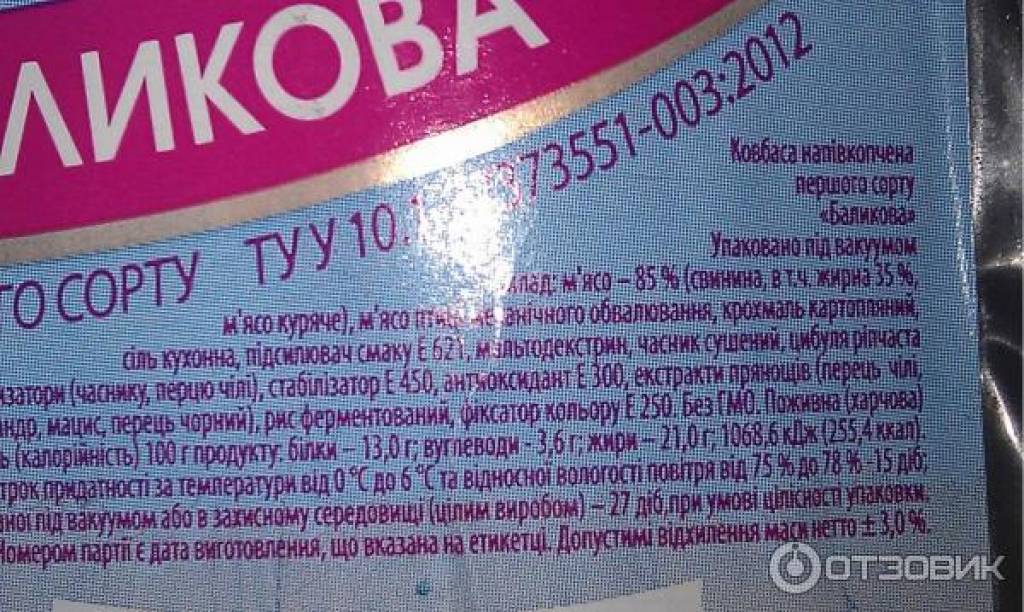 ЛИКОВА
ГО СОРТУ ТУ У 10. 373551-003:2012
Ковбаса напівкопчена
першого сорту
«Баликова»
Упаковано під вакуумом
лад: м'ясо – 85 % (свинина, в т.ч. жирна 35 %,
м'ясо куряче), м'ясо птиці механічного обвалювання, крохмаль картопляний,
сіль кухонна, підсилювач смаку Е 621, мальтодекстрин, часник сушений, цибуля ріпчаста
изатори (часнику, перцю чілі), стабілізатор Е 450, антиоксидант Е 300, екстракти прянощів (перець чілі,
андр, мацис, перець чорний), рис ферментований, фіксатор кольору Е 250. Без ГМО. Поживна (харчова)
ь (калорійність) 100 г продукту: білки – 13,0 г; вуглеводи - 3,6 г; жири – 21,0 г; 1068,6 кДж (255,4 ккал).
трок придатності за температури від 0 °С до 6 °С та відносної вологості повітря від 75 % до 78 % -15 діб;
аної під вакуумом або в захисному середовищі (цілим виробом) – 27 діб при умові цілісності упаковки.
Номером партії є дата виготовлення, що вказана на етикетці. Допустимі відхилення маси нетто ± 3,0 %.
ОТЗОВИК